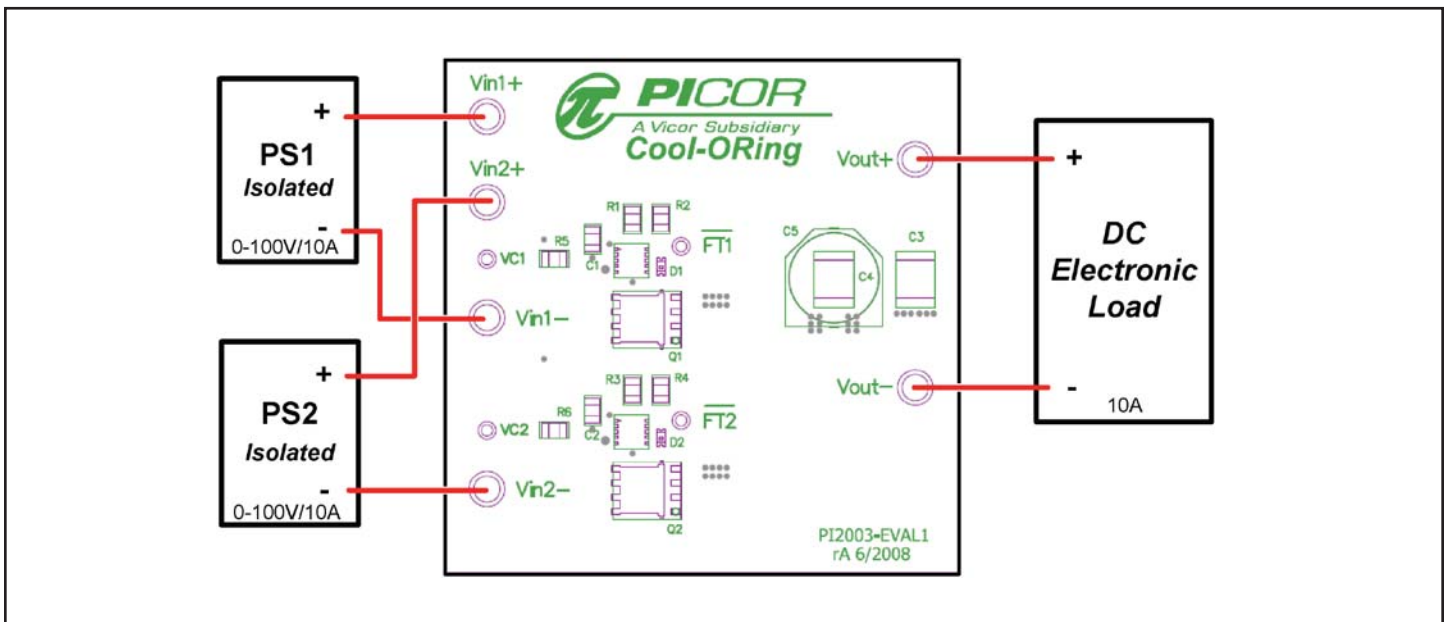 PS1
Isolated
+
-
0-100V/10A
PS2
Isolated
+
-
0-100V/10A
Vin1+
Vin2+
π PICOR
A Vicor Subsidiary
Cool-ORing
R1
R2
FT1
VC1
R5
C1
D1
Vin1-
Q1
R3
R4
FT2
VC2
R6
C2
D2
Vin2-
Q2
C5
C4
C3
Vout+
Vout-
PI2003-EVAL1
rA 6/2008
+
DC
Electronic
Load
-
10A